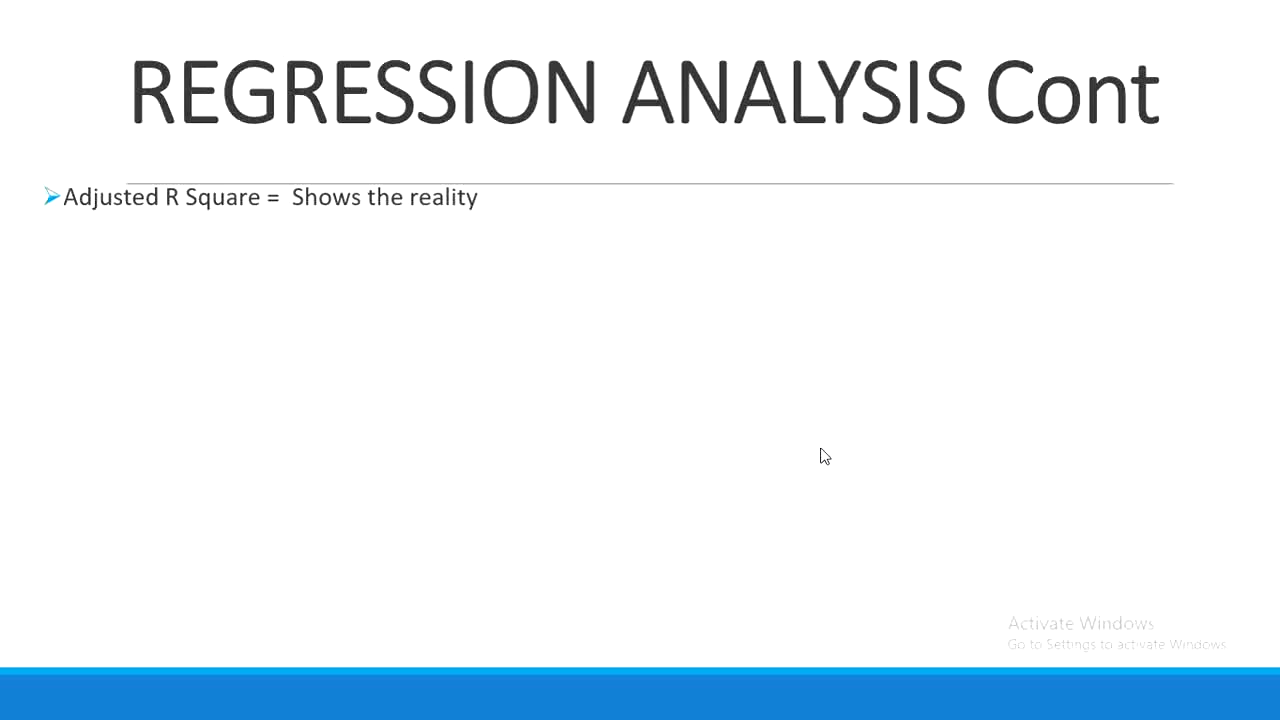 REGRESSION ANALYSIS Cont
Adjusted R Square = Shows the reality
Activate Windows
Go to Settings to activate Windows